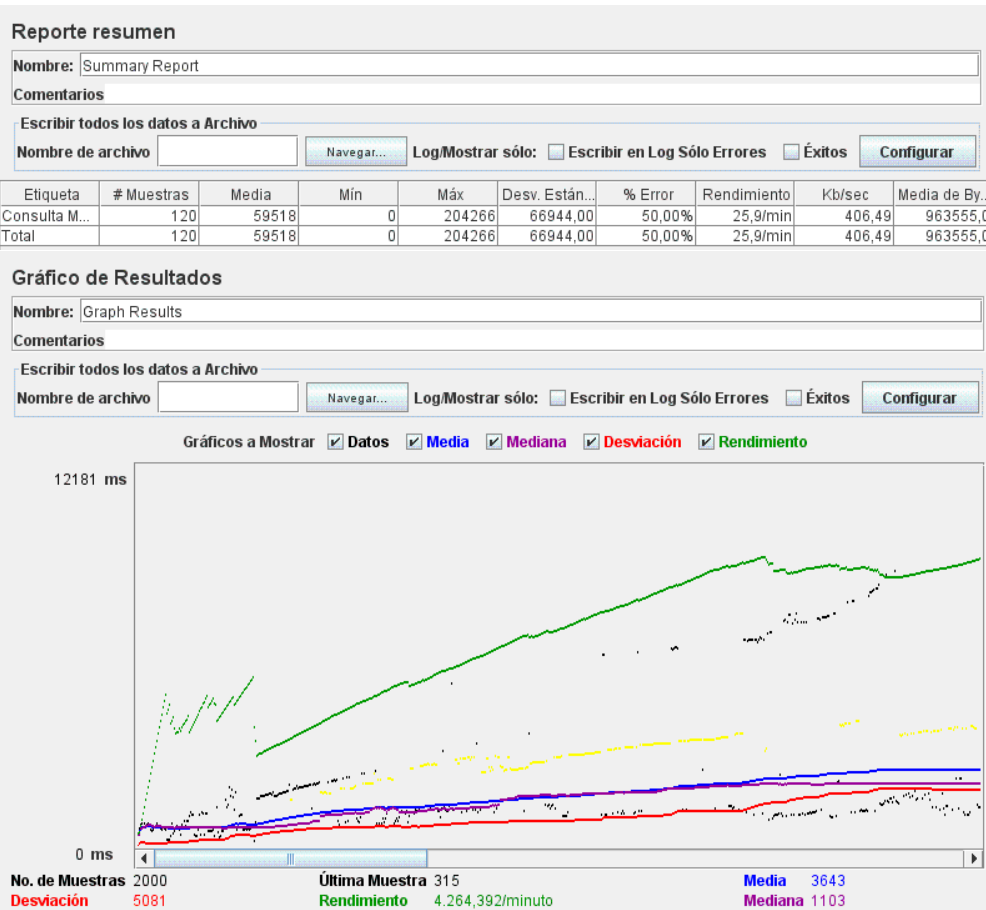 Reporte resumen
Nombre: Summary Report
Comentarios
Escribir todos los datos a Archivo
Nombre de archivo Navegar... Log/Mostrar sólo: Escribir en Log Sólo Errores Éxitos Configurar
Etiqueta # Muestras Media Mín Máx Desv. Están... % Error Rendimiento Kb/sec Media de By...
Consulta M... 120 59518 0 204266 66944,00 50,00% 25,9/min 406,49 963555,0
Total 120 59518 0 204266 66944,00 50,00% 25,9/min 406,49 963555,0
Gráfico de Resultados
Nombre: Graph Results
Comentarios
Escribir todos los datos a Archivo
Nombre de archivo Navegar... Log/Mostrar sólo: Escribir en Log Sólo Errores Éxitos Configurar
Gráficos a Mostrar Datos Media Mediana Desviación Rendimiento
12181 ms
0 ms
No. de Muestras 2000 Última Muestra 315 Media 3643
Desviación 5081 Rendimiento 4.264,392/minuto Mediana 1103